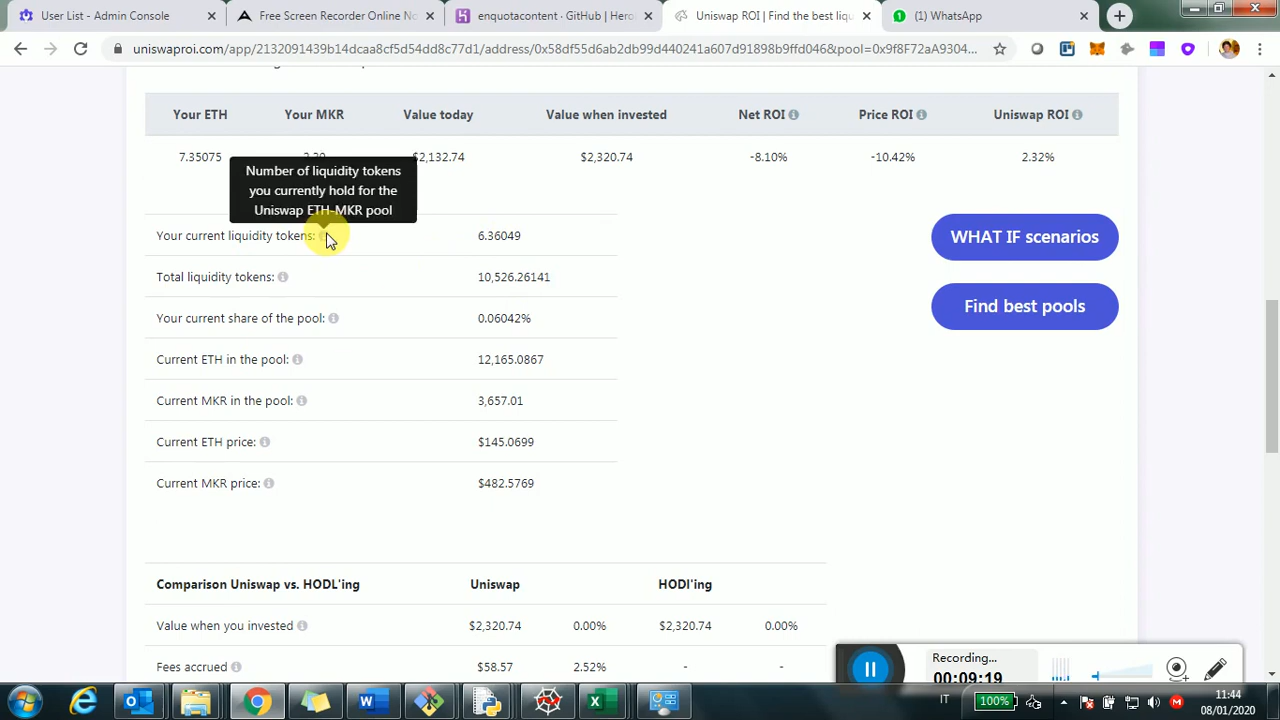 User List - Admin Console
Free Screen Recorder Online No
enquotacontent · GitHub | Hero
Uniswap ROI | Find the best liqu
(1) WhatsApp
uniswaproi.com/app/2132091439b14dcaa8cf5d54dd8c77d1/address/0x58df55d6ab2db99d440241a607d91898b9ffd046&pool=0x9f8F72aA9304...
Your ETH Your MKR Value today Value when invested Net ROI Price ROI Uniswap ROI
7.35075 $2,132.74 $2,320.74 -8.10% -10.42% 2.32%
Number of liquidity tokens
you currently hold for the
Uniswap ETH-MKR pool
Your current liquidity tokens: 6.36049
Total liquidity tokens: 10,526.26141
Your current share of the pool: 0.06042%
Current ETH in the pool: 12,165.0867
Current MKR in the pool: 3,657.01
Current ETH price: $145.0699
Current MKR price: $482.5769
WHAT IF scenarios
Find best pools
Comparison Uniswap vs. HODL'ing Uniswap HODl'ing
Value when you invested $2,320.74 0.00% $2,320.74 0.00%
Fees accrued $58.57 2.52% - -
Recording...
00:09:19
100%
IT
11:44
08/01/2020